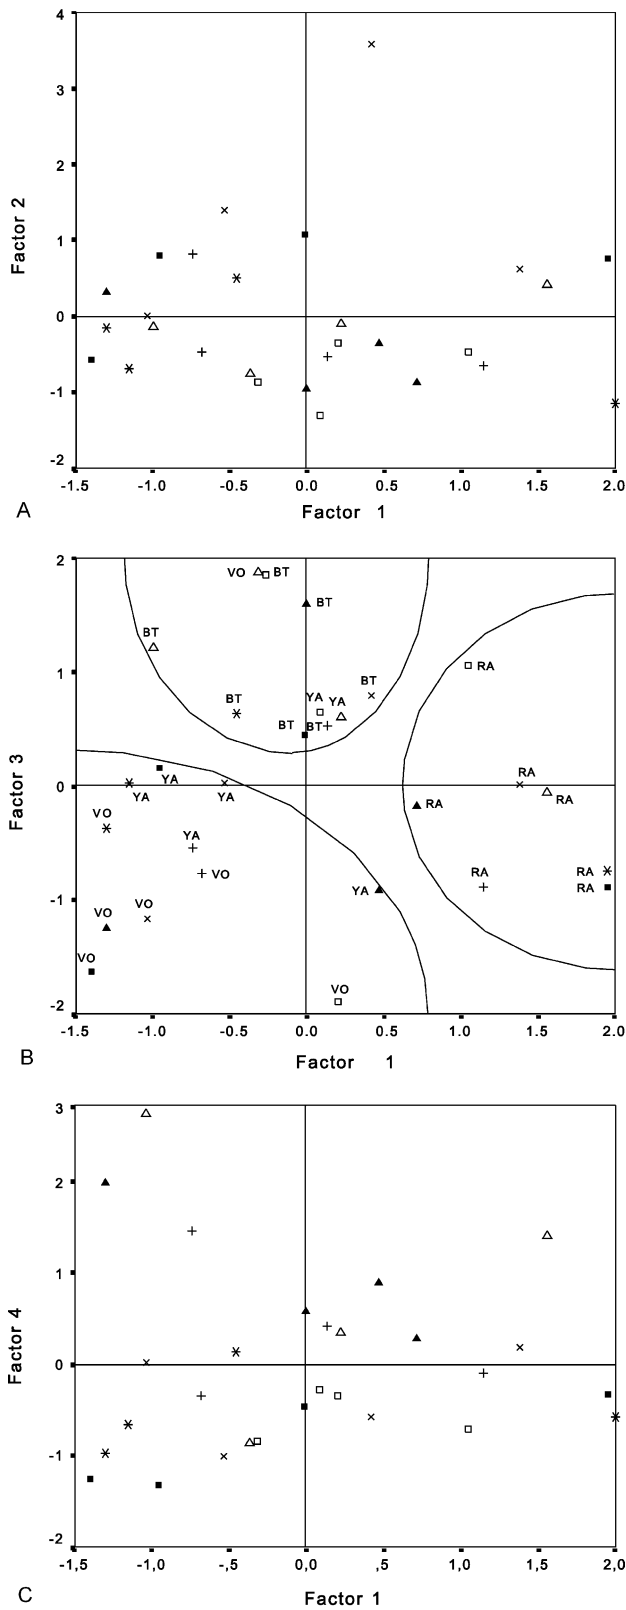 4
3
2
1
0
-1
-2
Factor 2
-1.5 -1.0 -0.5 0.0 0.5 1.0 1.5 2.0
A Factor 1
2
VO BT
BT
BT
BT
YA YA
BT
BT BT
RA
1
0
-1
-2
Factor 3
YA
YA
YA
VO
YA
VO
VO
VO
VO
YA
VO
RA
RA
RA
RA
RA
RA
-1.5 -1.0 -0.5 0.0 0.5 1.0 1.5 2.0
B Factor 1
3
2
1
0
-1
-2
Factor 4
-1,5 -1,0 -,5 0,0 ,5 1,0 1,5 2,0
C Factor 1